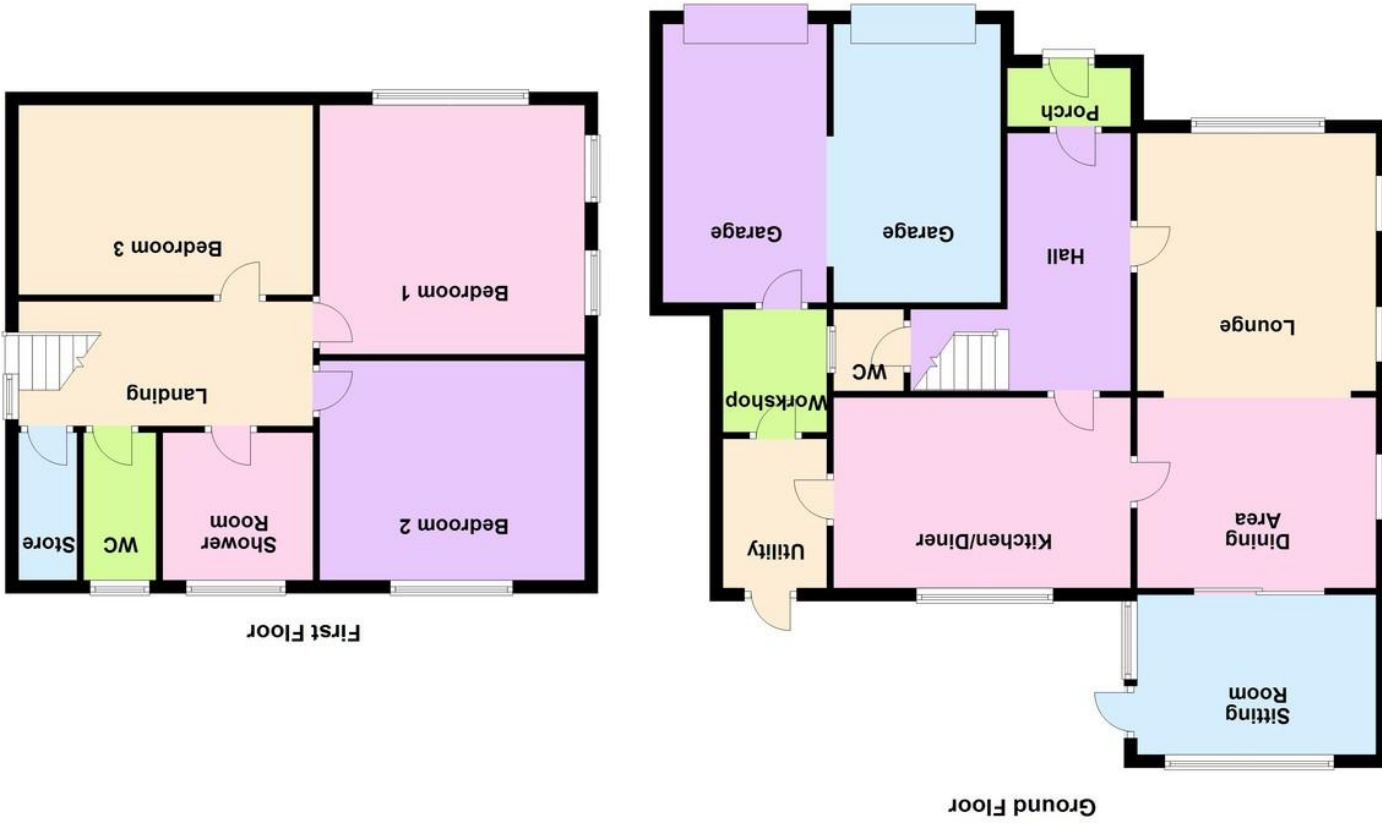 Ground Floor
Sitting
Room
Dining
Area
Kitchen/Diner
Utility
Lounge
WC
Workshop
Hall
Garage
Garage
Porch
First Floor
Bedroom 2
Shower
Room
WC
Store
Landing
Bedroom 1
Bedroom 3